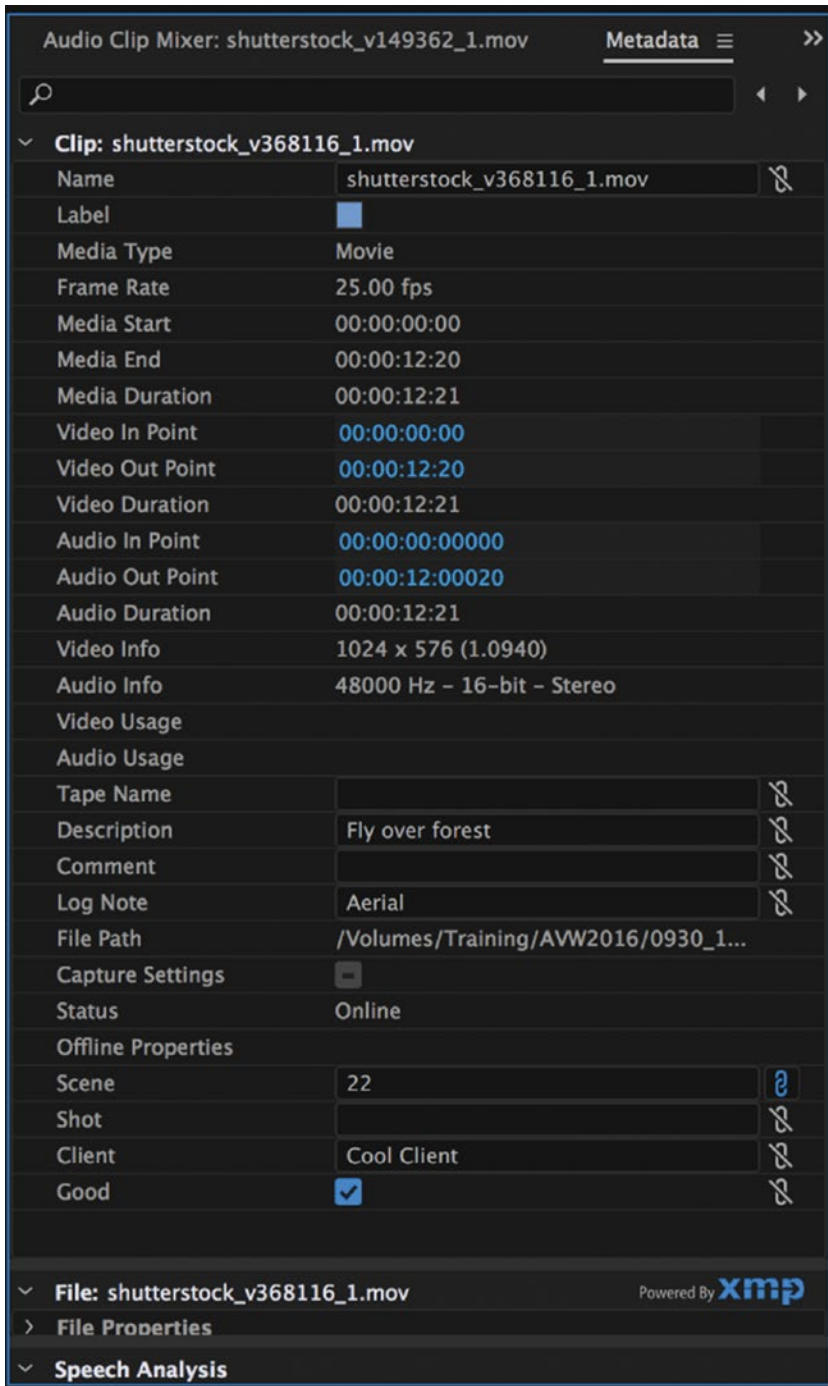 Audio Clip Mixer: shutterstock_v149362_1.mov Metadata
Clip: shutterstock_v368116_1.mov
Name shutterstock_v368116_1.mov
Label
Media Type Movie
Frame Rate 25.00 fps
Media Start 00:00:00:00
Media End 00:00:12:20
Media Duration 00:00:12:21
Video In Point 00:00:00:00
Video Out Point 00:00:12:20
Video Duration 00:00:12:21
Audio In Point 00:00:00:00000
Audio Out Point 00:00:12:00020
Audio Duration 00:00:12:21
Video Info 1024 x 576 (1.0940)
Audio Info 48000 Hz – 16-bit – Stereo
Video Usage
Audio Usage
Tape Name
Description Fly over forest
Comment
Log Note Aerial
File Path /Volumes/Training/AVW2016/0930_1...
Capture Settings
Status Online
Offline Properties
Scene 22
Shot
Client Cool Client
Good
File: shutterstock_v368116_1.mov Powered By xmp
File Properties
Speech Analysis